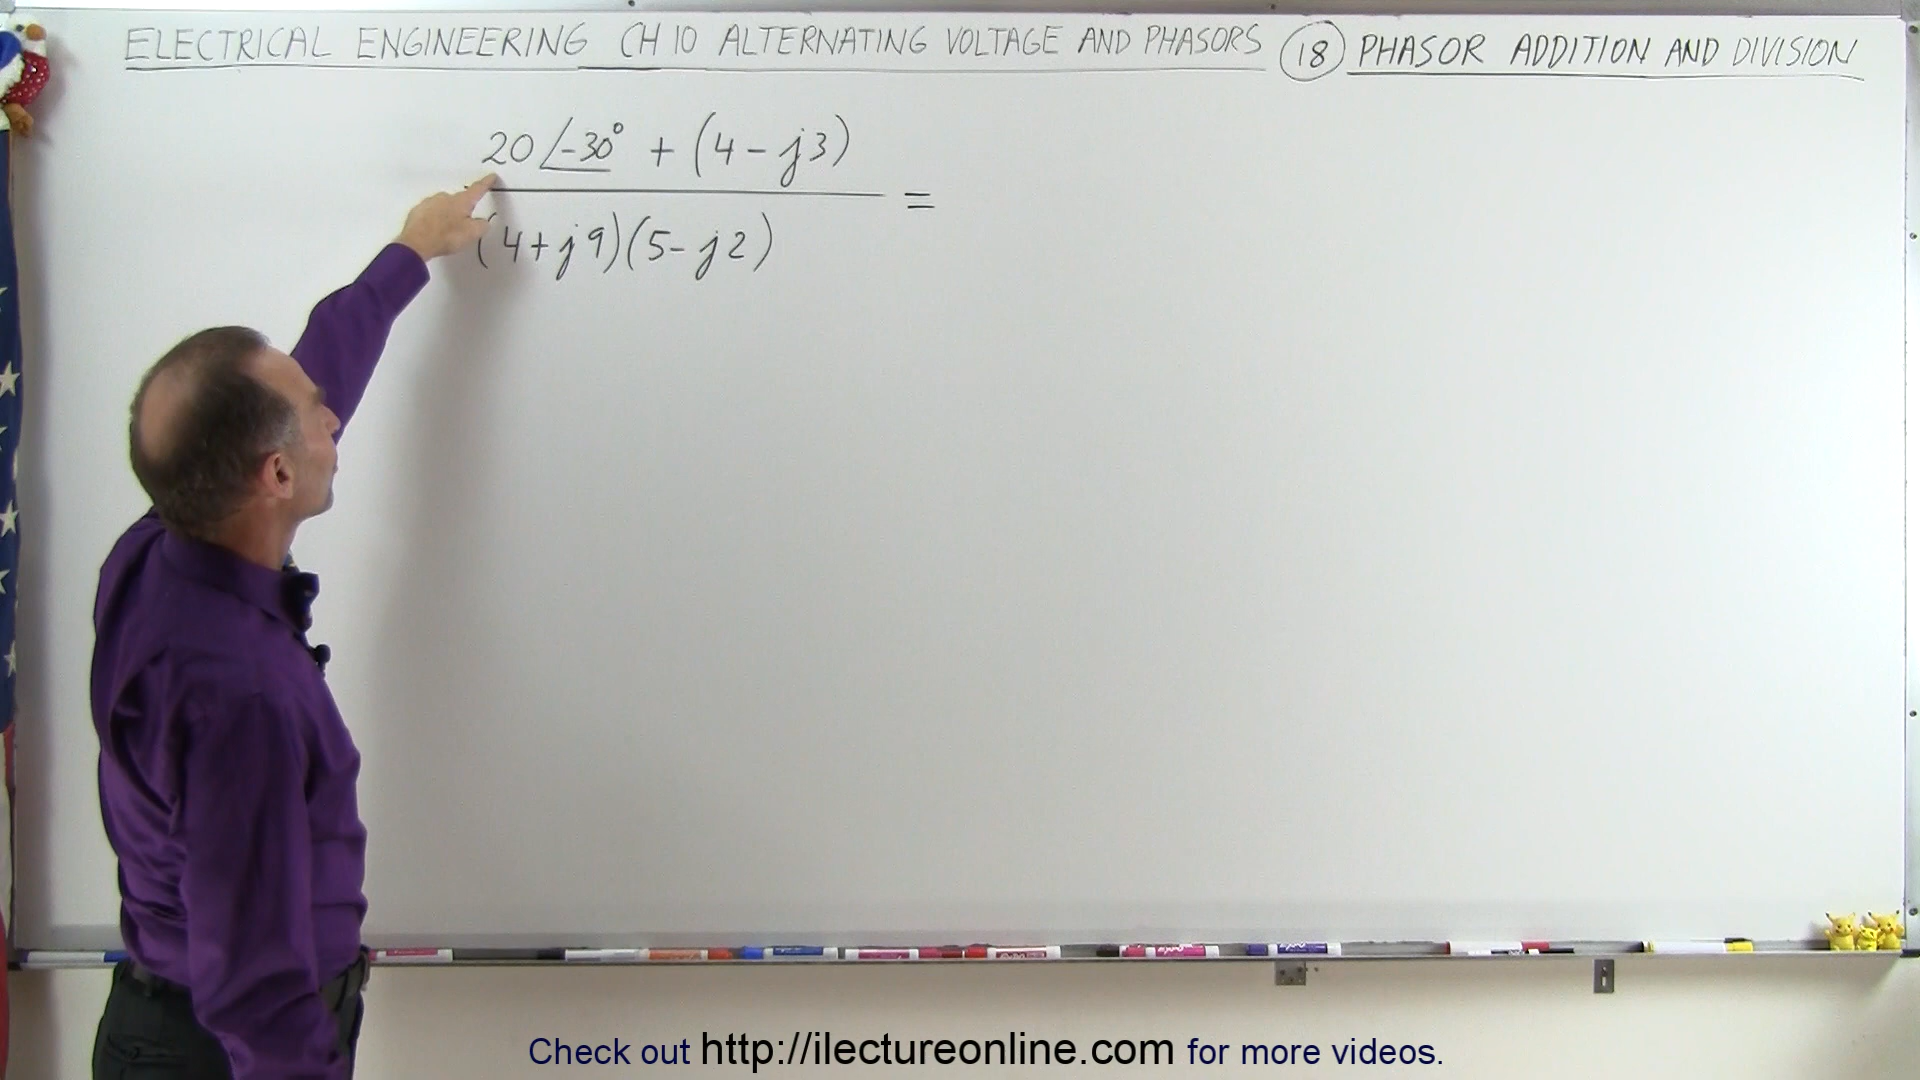 ELECTRICAL ENGINEERING CH 10 ALTERNATING VOLTAGE AND PHASORS (18) PHASOR ADDITION AND DIVISION
20∠-30° + (4 - j3)
(4 + j9)(5 - j2)
=
Check out http://ilectureonline.com for more videos.